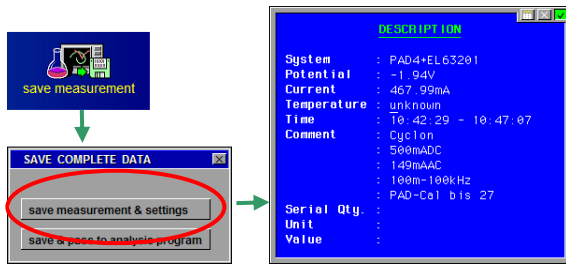 save measurement
SAVE COMPLETE DATA
save measurement & settings
save & pass to analysis program
DESCRIPTION
System : PAD4+EL63201
Potential : -1.94V
Current : 467.99mA
Temperature : unknown
Time : 10:42:29 - 10:47:07
Comment : Cyclon
: 500mADC
: 149mAAC
: 100m-100kHz
: PAD-Cal bis 27
Serial Qty. :
Unit :
Value :